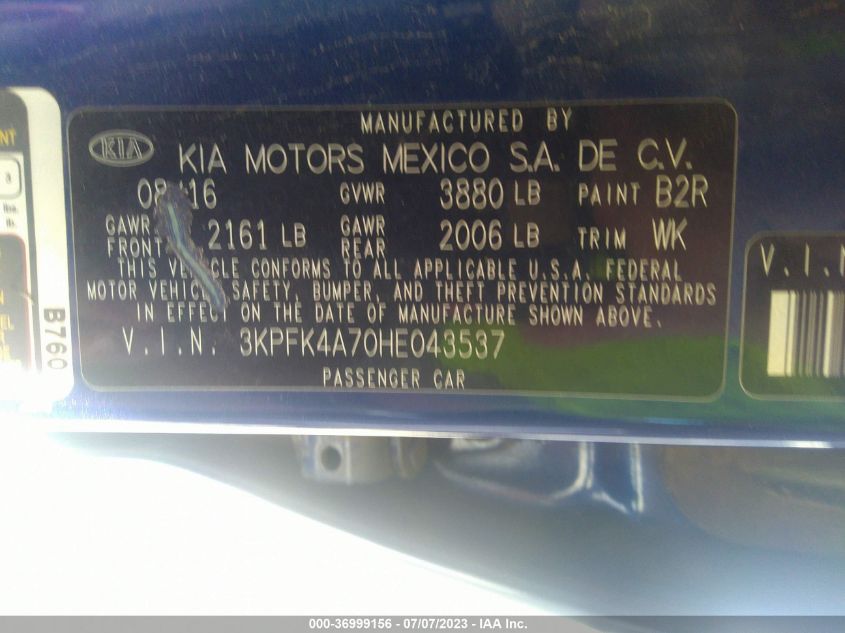 MANUFACTURED BY
KIA KIA MOTORS MEXICO S.A. DE C.V.
16 GVWR 3880 LB PAINT B2R
GAWR FRONT 2161 LB GAWR REAR 2006 LB TRIM WK
THIS VEHICLE CONFORMS TO ALL APPLICABLE U.S.A. FEDERAL
MOTOR VEHICLE SAFETY, BUMPER, AND THEFT PREVENTION STANDARDS
IN EFFECT ON THE DATE OF MANUFACTURE SHOWN ABOVE.
V.I.N. 3KPFK4A70HE043537
PASSENGER CAR
B760
000-36999156 - 07/07/2023 - IAA Inc.